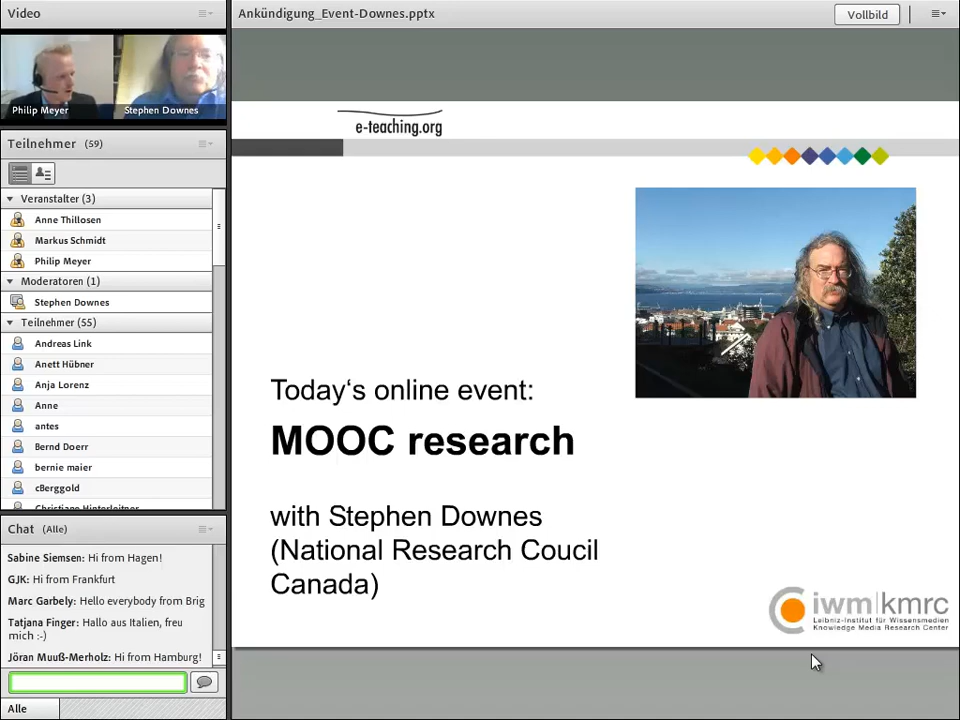 Video
Philip Meyer
Stephen Downes
Teilnehmer (59)
Veranstalter (3)
Anne Thillosen
Markus Schmidt
Philip Meyer
Moderatoren (1)
Stephen Downes
Teilnehmer (55)
Andreas Link
Anett Hübner
Anja Lorenz
Anne
antes
Bernd Doerr
bernie maier
cBerggold
Christiane Hinterleitner
Chat (Alle)
Sabine Siemsen: Hi from Hagen!
GJK: Hi from Frankfurt
Marc Garbely: Hello everybody from Brig
Tatjana Finger: Hallo aus Italien, freu
mich :-)
Jöran Muuß-Merholz: Hi from Hamburg!
Alle
Ankündigung_Event-Downes.pptx
Vollbild
e-teaching.org
Today‘s online event:
MOOC research
with Stephen Downes
(National Research Coucil
Canada)
iwm|kmrc
Leibniz-Institut für Wissensmedien
Knowledge Media Research Center